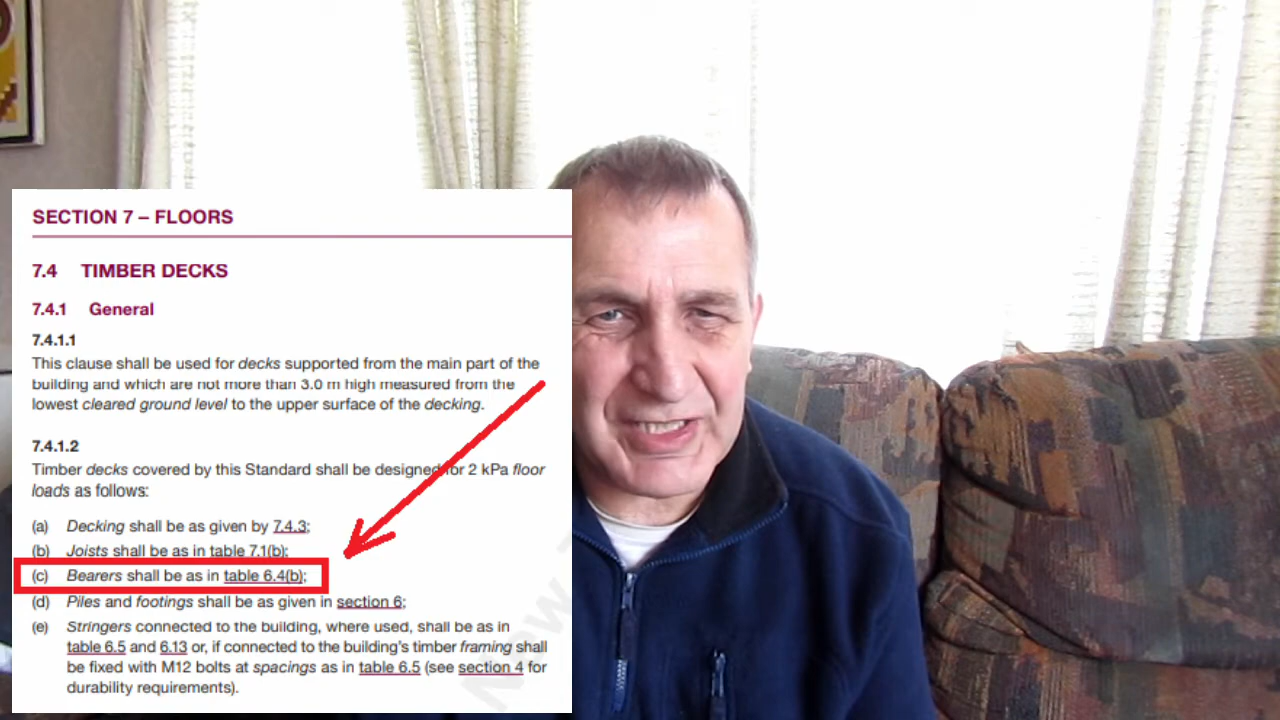 SECTION 7 – FLOORS
7.4 TIMBER DECKS
7.4.1 General
7.4.1.1
This clause shall be used for decks supported from the main part of the
building and which are not more than 3.0 m high measured from the
lowest cleared ground level to the upper surface of the decking.
7.4.1.2
Timber decks covered by this Standard shall be designed for 2 kPa floor
loads as follows:
(a) Decking shall be as given by 7.4.3;
(b) Joists shall be as in table 7.1(b);
(c) Bearers shall be as in table 6.4(b);
(d) Piles and footings shall be as given in section 6;
(e) Stringers connected to the building, where used, shall be as in
table 6.5 and 6.13 or, if connected to the building's timber framing shall
be fixed with M12 bolts at spacings as in table 6.5 (see section 4 for
durability requirements).
New